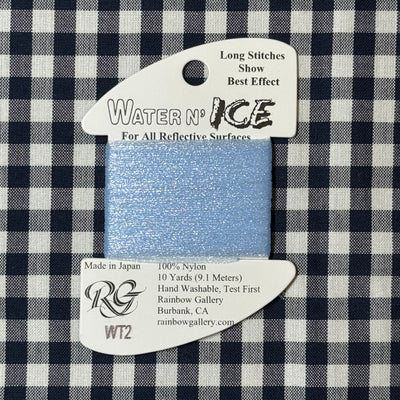 Long Stitches
Show
Best Effect
WATER N' ICE
For All Reflective Surfaces
Made in Japan
100% Nylon
10 Yards (9.1 Meters)
Hand Washable, Test First
Rainbow Gallery
Burbank, CA
rainbowgallery.com
RG
WT2